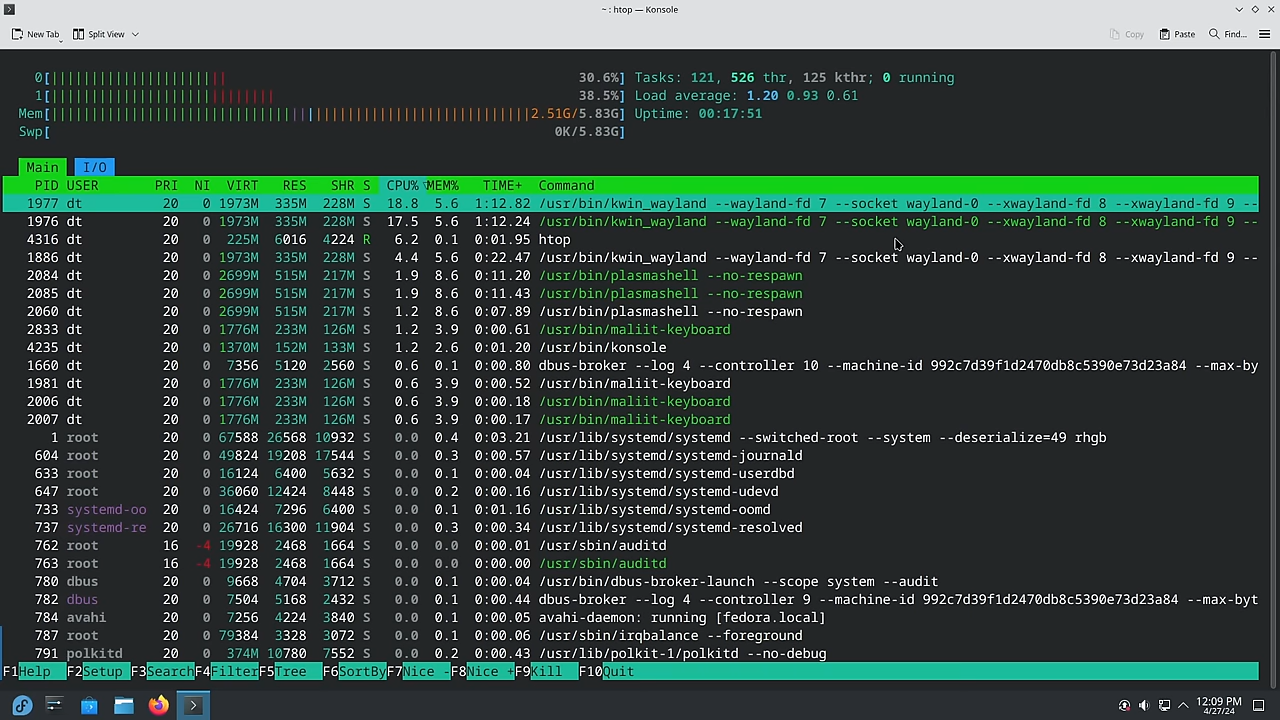 ~ : htop — Konsole
New Tab Split View Copy Paste Find...
0[|||||||||||||||||||||| 30.6%] Tasks: 121, 526 thr, 125 kthr; 0 running
1[|||||||||||||||||||||||||||| 38.5%] Load average: 1.20 0.93 0.61
Mem[||||||||||||||||||||||||||||||||||||||||||||||||||||||||||||2.51G/5.83G] Uptime: 00:17:51
Swp[ 0K/5.83G]
Main I/O
PID USER PRI NI VIRT RES SHR S CPU%▽MEM% TIME+ Command
1977 dt 20 0 1973M 335M 228M S 18.8 5.6 1:12.82 /usr/bin/kwin_wayland --wayland-fd 7 --socket wayland-0 --xwayland-fd 8 --xwayland-fd 9 --
1976 dt 20 0 1973M 335M 228M S 17.5 5.6 1:12.24 /usr/bin/kwin_wayland --wayland-fd 7 --socket wayland-0 --xwayland-fd 8 --xwayland-fd 9 --
4316 dt 20 0 225M 6016 4224 R 6.2 0.1 0:01.95 htop
1886 dt 20 0 1973M 335M 228M S 4.4 5.6 0:22.47 /usr/bin/kwin_wayland --wayland-fd 7 --socket wayland-0 --xwayland-fd 8 --xwayland-fd 9 --
2084 dt 20 0 2699M 515M 217M S 1.9 8.6 0:11.20 /usr/bin/plasmashell --no-respawn
2085 dt 20 0 2699M 515M 217M S 1.9 8.6 0:11.43 /usr/bin/plasmashell --no-respawn
2060 dt 20 0 2699M 515M 217M S 1.2 8.6 0:07.89 /usr/bin/plasmashell --no-respawn
2833 dt 20 0 1776M 233M 126M S 1.2 3.9 0:00.61 /usr/bin/maliit-keyboard
4235 dt 20 0 1370M 152M 133M S 1.2 2.6 0:01.20 /usr/bin/konsole
1660 dt 20 0 7356 5120 2560 S 0.6 0.1 0:00.80 dbus-broker --log 4 --controller 10 --machine-id 992c7d39f1d2470db8c5390e73d23a84 --max-by
1981 dt 20 0 1776M 233M 126M S 0.6 3.9 0:00.52 /usr/bin/maliit-keyboard
2006 dt 20 0 1776M 233M 126M S 0.6 3.9 0:00.18 /usr/bin/maliit-keyboard
2007 dt 20 0 1776M 233M 126M S 0.6 3.9 0:00.17 /usr/bin/maliit-keyboard
1 root 20 0 67588 26568 10932 S 0.0 0.4 0:03.21 /usr/lib/systemd/systemd --switched-root --system --deserialize=49 rhgb
604 root 20 0 49824 19208 17544 S 0.0 0.3 0:00.57 /usr/lib/systemd/systemd-journald
633 root 20 0 16124 6400 5632 S 0.0 0.1 0:00.04 /usr/lib/systemd/systemd-userdbd
647 root 20 0 36060 12424 8448 S 0.0 0.2 0:00.16 /usr/lib/systemd/systemd-udevd
733 systemd-oo 20 0 16424 7296 6400 S 0.0 0.1 0:01.16 /usr/lib/systemd/systemd-oomd
737 systemd-re 20 0 26716 16300 11904 S 0.0 0.3 0:00.34 /usr/lib/systemd/systemd-resolved
762 root 16 -4 19928 2468 1664 S 0.0 0.0 0:00.01 /usr/sbin/auditd
763 root 16 -4 19928 2468 1664 S 0.0 0.0 0:00.00 /usr/sbin/auditd
780 dbus 20 0 9668 4704 3712 S 0.0 0.1 0:00.04 /usr/bin/dbus-broker-launch --scope system --audit
782 dbus 20 0 7504 5168 2432 S 0.0 0.1 0:00.44 dbus-broker --log 4 --controller 9 --machine-id 992c7d39f1d2470db8c5390e73d23a84 --max-byt
784 avahi 20 0 7256 4224 3840 S 0.0 0.1 0:00.05 avahi-daemon: running [fedora.local]
787 root 20 0 79384 3328 3072 S 0.0 0.1 0:00.06 /usr/sbin/irqbalance --foreground
791 polkitd 20 0 374M 10780 7552 S 0.0 0.2 0:00.43 /usr/lib/polkit-1/polkitd --no-debug
F1Help F2Setup F3SearchF4FilterF5Tree F6SortByF7Nice -F8Nice +F9Kill F10Quit
12:09 PM
4/27/24